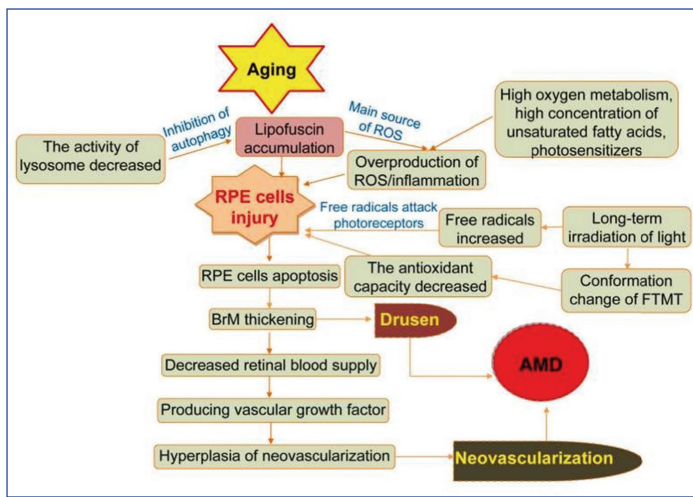 Aging
Inhibition of
autophagy
The activity of
lysosome decreased
Lipofuscin
accumulation
Main source
of ROS
High oxygen metabolism,
high concentration of
unsaturated fatty acids,
photosensitizers
Overproduction of
ROS/inflammation
RPE cells
injury
Free radicals attack
photoreceptors
Free radicals
increased
Long-term
irradiation of light
RPE cells apoptosis
The antioxidant
capacity decreased
Conformation
change of FTMT
BrM thickening
Drusen
Decreased retinal blood supply
AMD
Producing vascular growth factor
Hyperplasia of neovascularization
Neovascularization